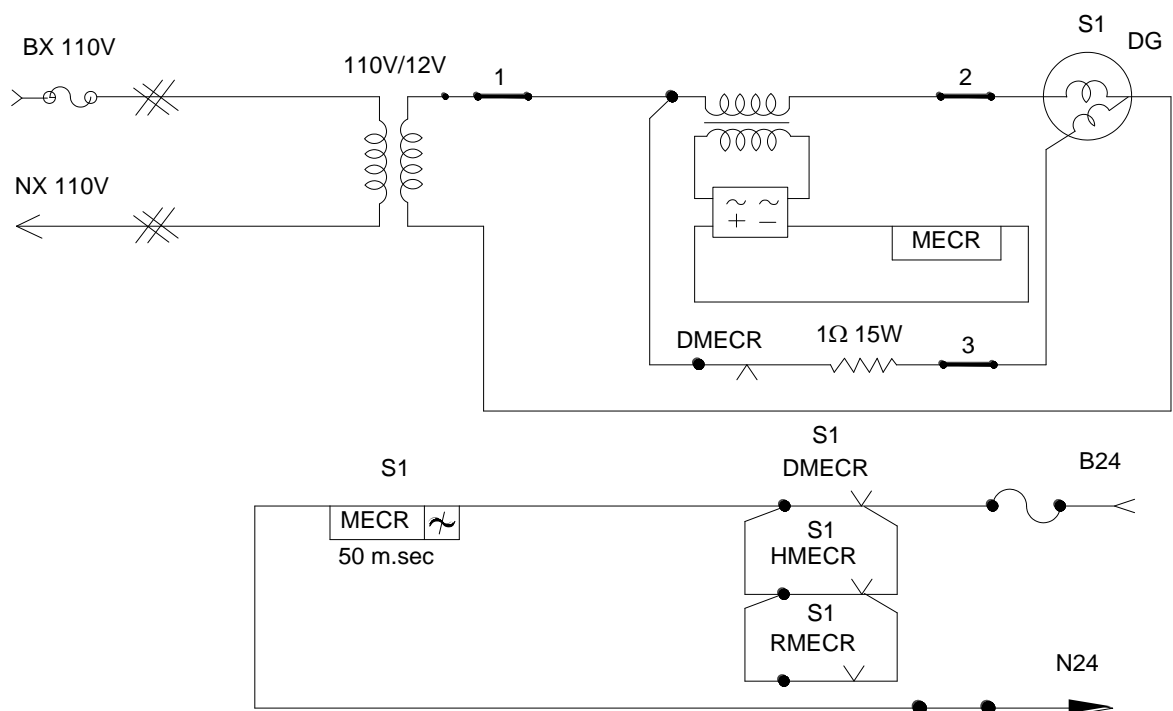 S1
DG
BX 110V
110V/12V
1
2
NX 110V
+ −
MECR
DMECR
1Ω 15W
3
S1
S1
DMECR
B24
MECR
50 m.sec
S1
HMECR
S1
RMECR
N24